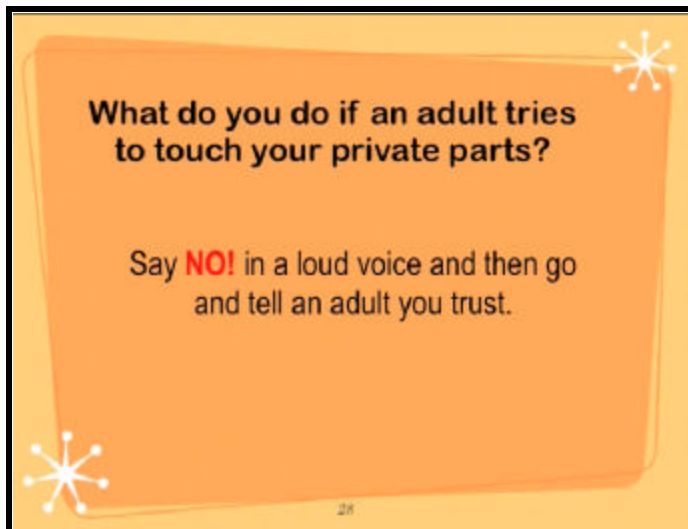 What do you do if an adult tries
to touch your private parts?
Say NO! in a loud voice and then go
and tell an adult you trust.
28